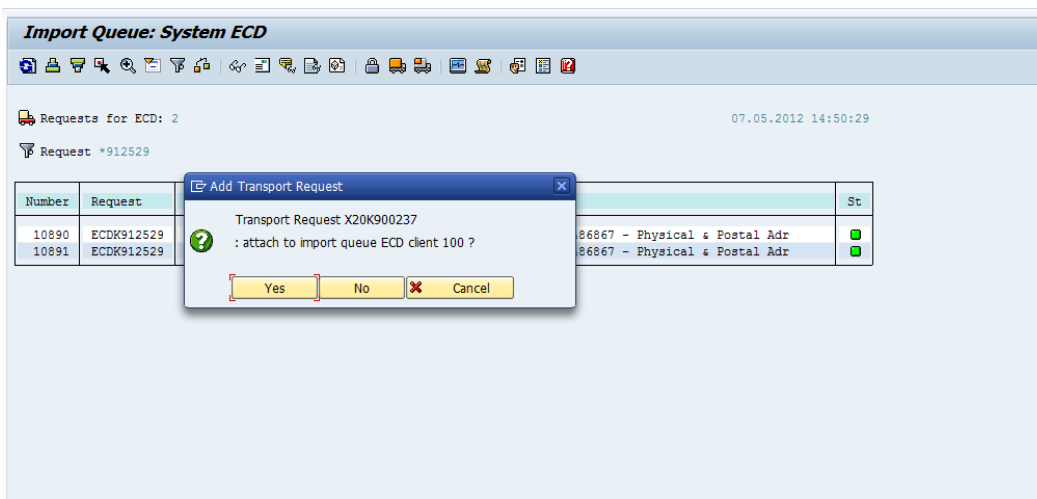 Import Queue: System ECD
Requests for ECD: 2
07.05.2012 14:50:29
Request *912529
Add Transport Request
Number Request St
Transport Request X20K900237
: attach to import queue ECD client 100 ?
10890 ECDK912529 86867 - Physical & Postal Adr
10891 ECDK912529 86867 - Physical & Postal Adr
Yes No Cancel